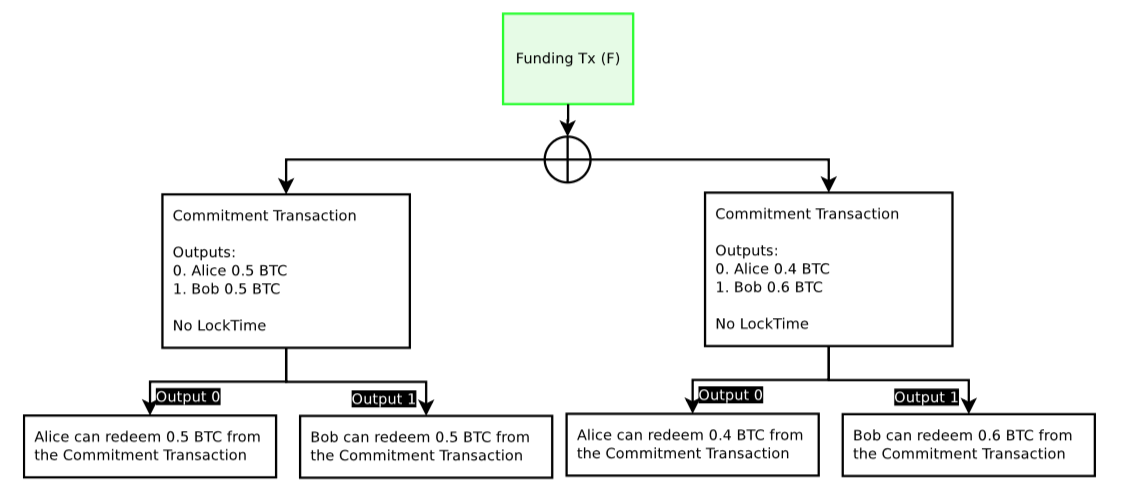 Funding Tx (F)
Commitment Transaction
Outputs:
0. Alice 0.5 BTC
1. Bob 0.5 BTC
No LockTime
Commitment Transaction
Outputs:
0. Alice 0.4 BTC
1. Bob 0.6 BTC
No LockTime
Output 0
Output 1
Output 0
Output 1
Alice can redeem 0.5 BTC from
the Commitment Transaction
Bob can redeem 0.5 BTC from
the Commitment Transaction
Alice can redeem 0.4 BTC from
the Commitment Transaction
Bob can redeem 0.6 BTC from
the Commitment Transaction